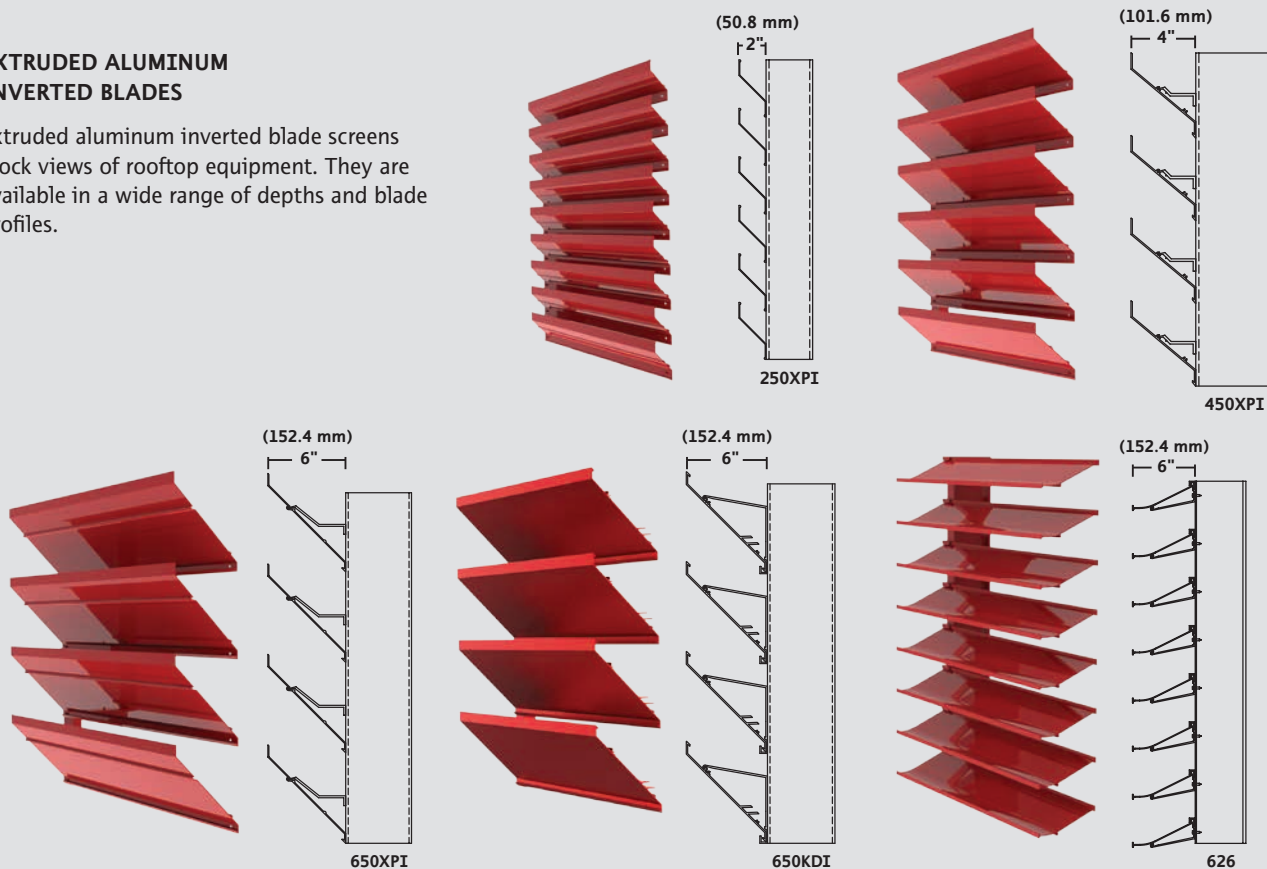 XTRUDED ALUMINUM
NVERTED BLADES
xtruded aluminum inverted blade screens
ock views of rooftop equipment. They are
vailable in a wide range of depths and blade
rofiles.
(50.8 mm)
2"
250XPI
(101.6 mm)
4"
450XPI
(152.4 mm)
6"
650XPI
(152.4 mm)
6"
650KDI
(152.4 mm)
6"
626